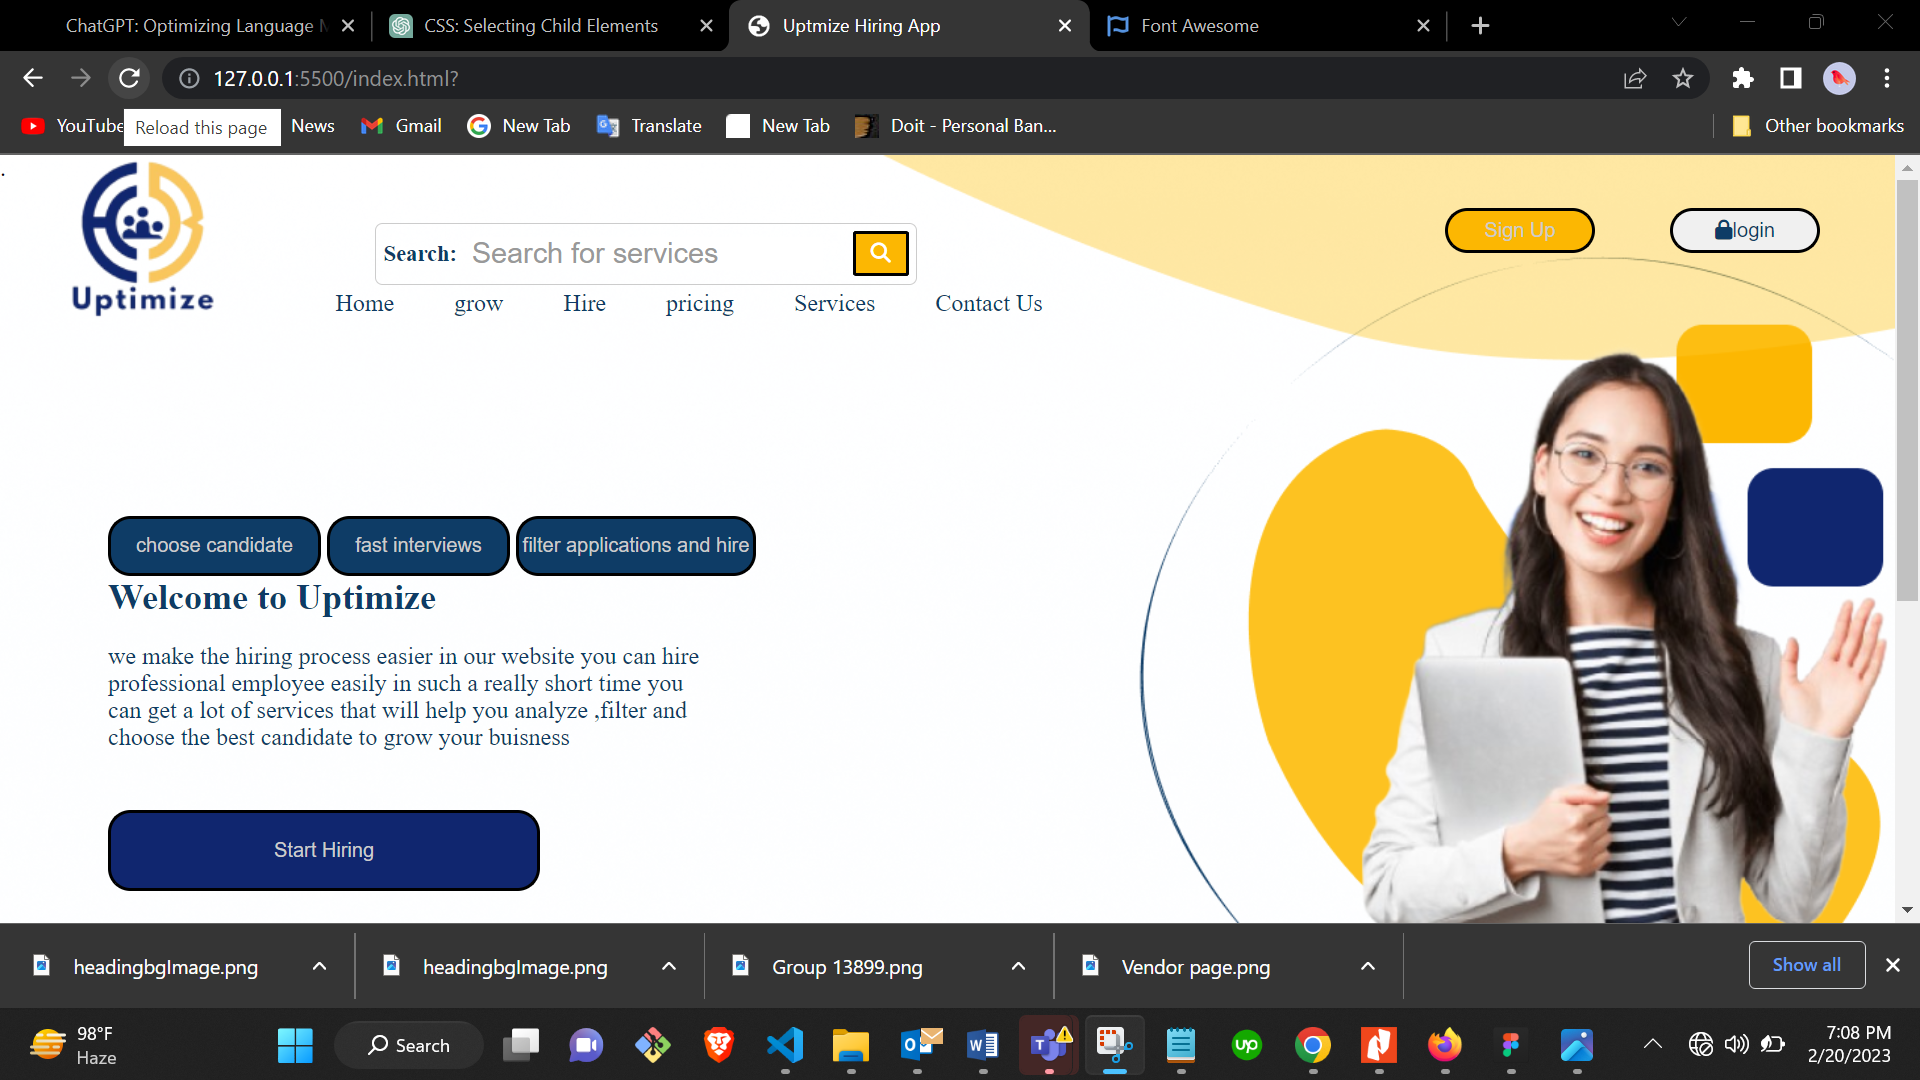 ChatGPT: Optimizing Language
CSS: Selecting Child Elements
Uptmize Hiring App
Font Awesome
127.0.0.1:5500/index.html?
YouTube
Reload this page
News
Gmail
New Tab
Translate
New Tab
Doit - Personal Ban...
Other bookmarks
.
Uptimize
Search: Search for services
Sign Up
login
Home grow Hire pricing Services Contact Us
choose candidate
fast interviews
filter applications and hire
Welcome to Uptimize
we make the hiring process easier in our website you can hire
professional employee easily in such a really short time you
can get a lot of services that will help you analyze ,filter and
choose the best candidate to grow your buisness
Start Hiring
headingbgImage.png
headingbgImage.png
Group 13899.png
Vendor page.png
Show all
98°F
Haze
Search
7:08 PM
2/20/2023